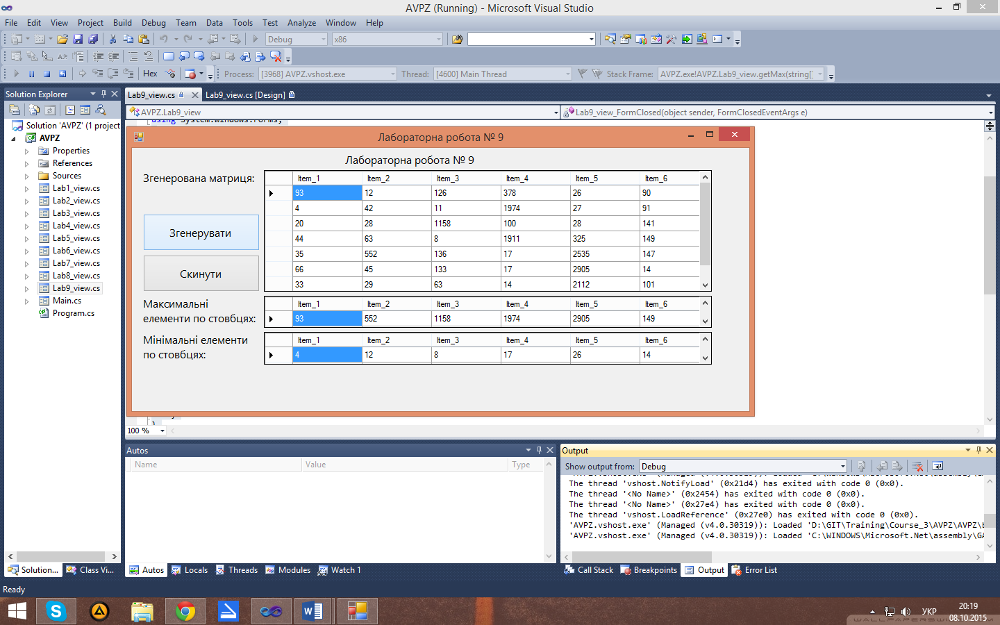 AVPZ (Running) - Microsoft Visual Studio
File Edit View Project Build Debug Team Data Tools Test Analyze Window Help
Debug x86
Hex Process: [3968] AVPZ.vshost.exe Thread: [4600] Main Thread Stack Frame: AVPZ.exe!AVPZ.Lab9_view.getMax(string[]
Solution Explorer
Lab9_view.cs Lab9_view.cs [Design]
AVPZ.Lab9_view Lab9_view_FormClosed(object sender, FormClosedEventArgs e)
using System.Windows.Forms;
Solution 'AVPZ' (1 project
AVPZ
Properties
References
Sources
Lab1_view.cs
Lab2_view.cs
Lab3_view.cs
Lab4_view.cs
Lab5_view.cs
Lab6_view.cs
Lab7_view.cs
Lab8_view.cs
Lab9_view.cs
Main.cs
Program.cs
Лабораторна робота № 9
Лабораторна робота № 9
Згенерована матриця:
Item_1 Item_2 Item_3 Item_4 Item_5 Item_6
93 12 126 378 26 90
4 42 11 1974 27 91
20 28 1158 100 28 141
44 63 8 1911 325 149
35 552 136 17 2535 147
66 45 133 17 2905 14
33 29 63 14 2112 101
Згенерувати
Скинути
Максимальні
елементи по стовбцях:
Item_1 Item_2 Item_3 Item_4 Item_5 Item_6
93 552 1158 1974 2905 149
Мінімальні елементи
по стовбцях:
Item_1 Item_2 Item_3 Item_4 Item_5 Item_6
4 12 8 17 26 14
}
100 %
Autos
Name Value Type
Output
Show output from: Debug
The thread 'vshost.NotifyLoad' (0x21d4) has exited with code 0 (0x0).
The thread '<No Name>' (0x2454) has exited with code 0 (0x0).
The thread '<No Name>' (0x27e4) has exited with code 0 (0x0).
The thread 'vshost.LoadReference' (0x27e0) has exited with code 0 (0x0).
'AVPZ.vshost.exe' (Managed (v4.0.30319)): Loaded 'D:\GIT\Training\Course_3\AVPZ\AVPZ\b
'AVPZ.vshost.exe' (Managed (v4.0.30319)): Loaded 'C:\WINDOWS\Microsoft.Net\assembly\GA
Solution... Class Vi...
Autos Locals Threads Modules Watch 1
Call Stack Breakpoints Output Error List
Ready
УКР
20:19
08.10.2015